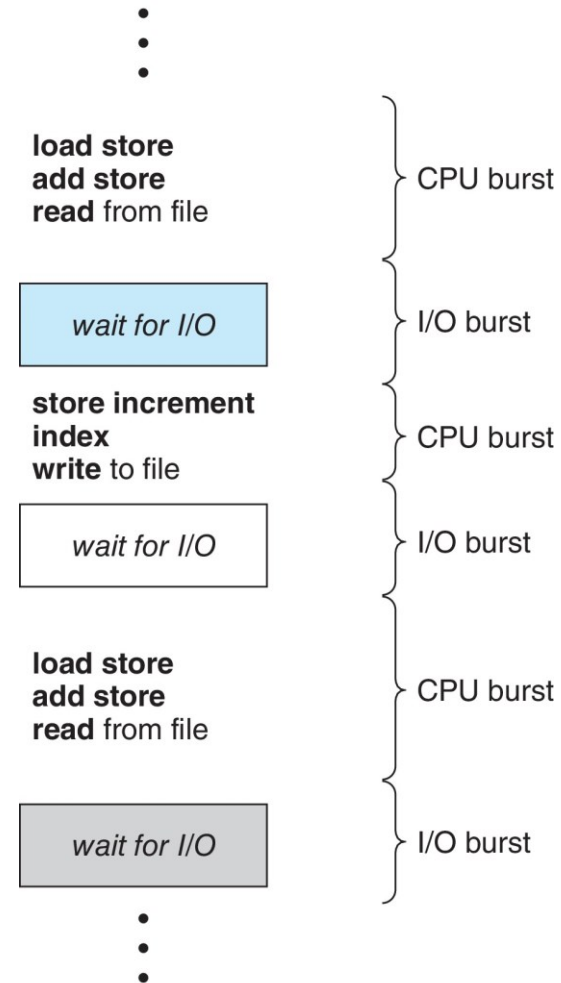 load store
add store
read from file
CPU burst
wait for I/O
I/O burst
store increment
index
write to file
CPU burst
wait for I/O
I/O burst
load store
add store
read from file
CPU burst
wait for I/O
I/O burst